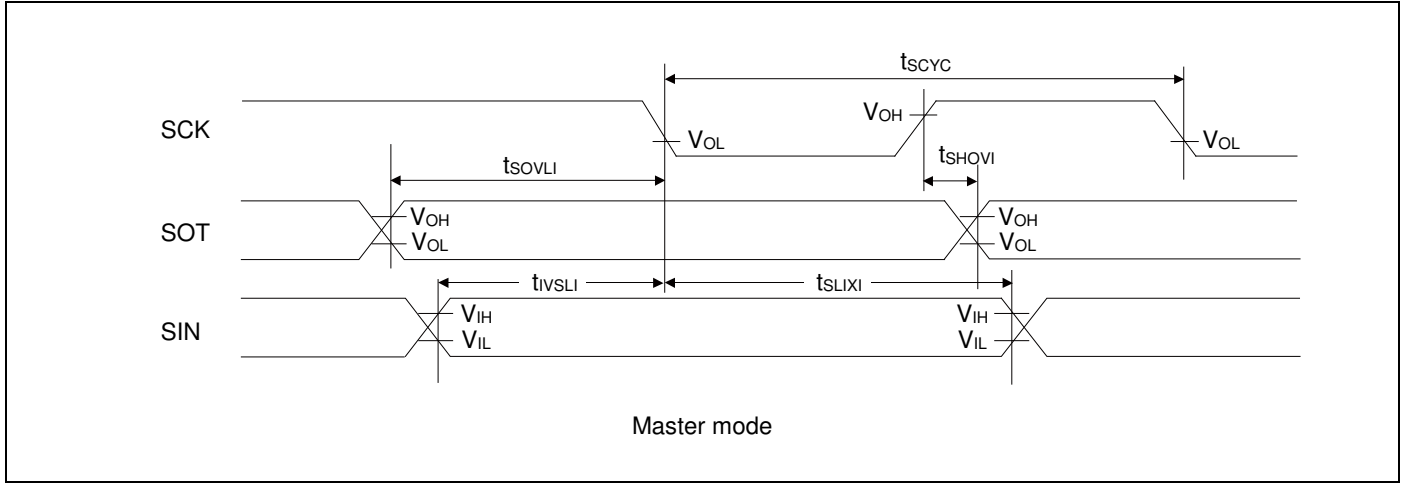 tSCYC
SCK
VOH
VOL
VOL
tSHOVI
tSOVLI
SOT
VOH
VOH
VOL
VOL
tIVSLI
tSLIXI
SIN
VIH
VIH
VIL
VIL
Master mode